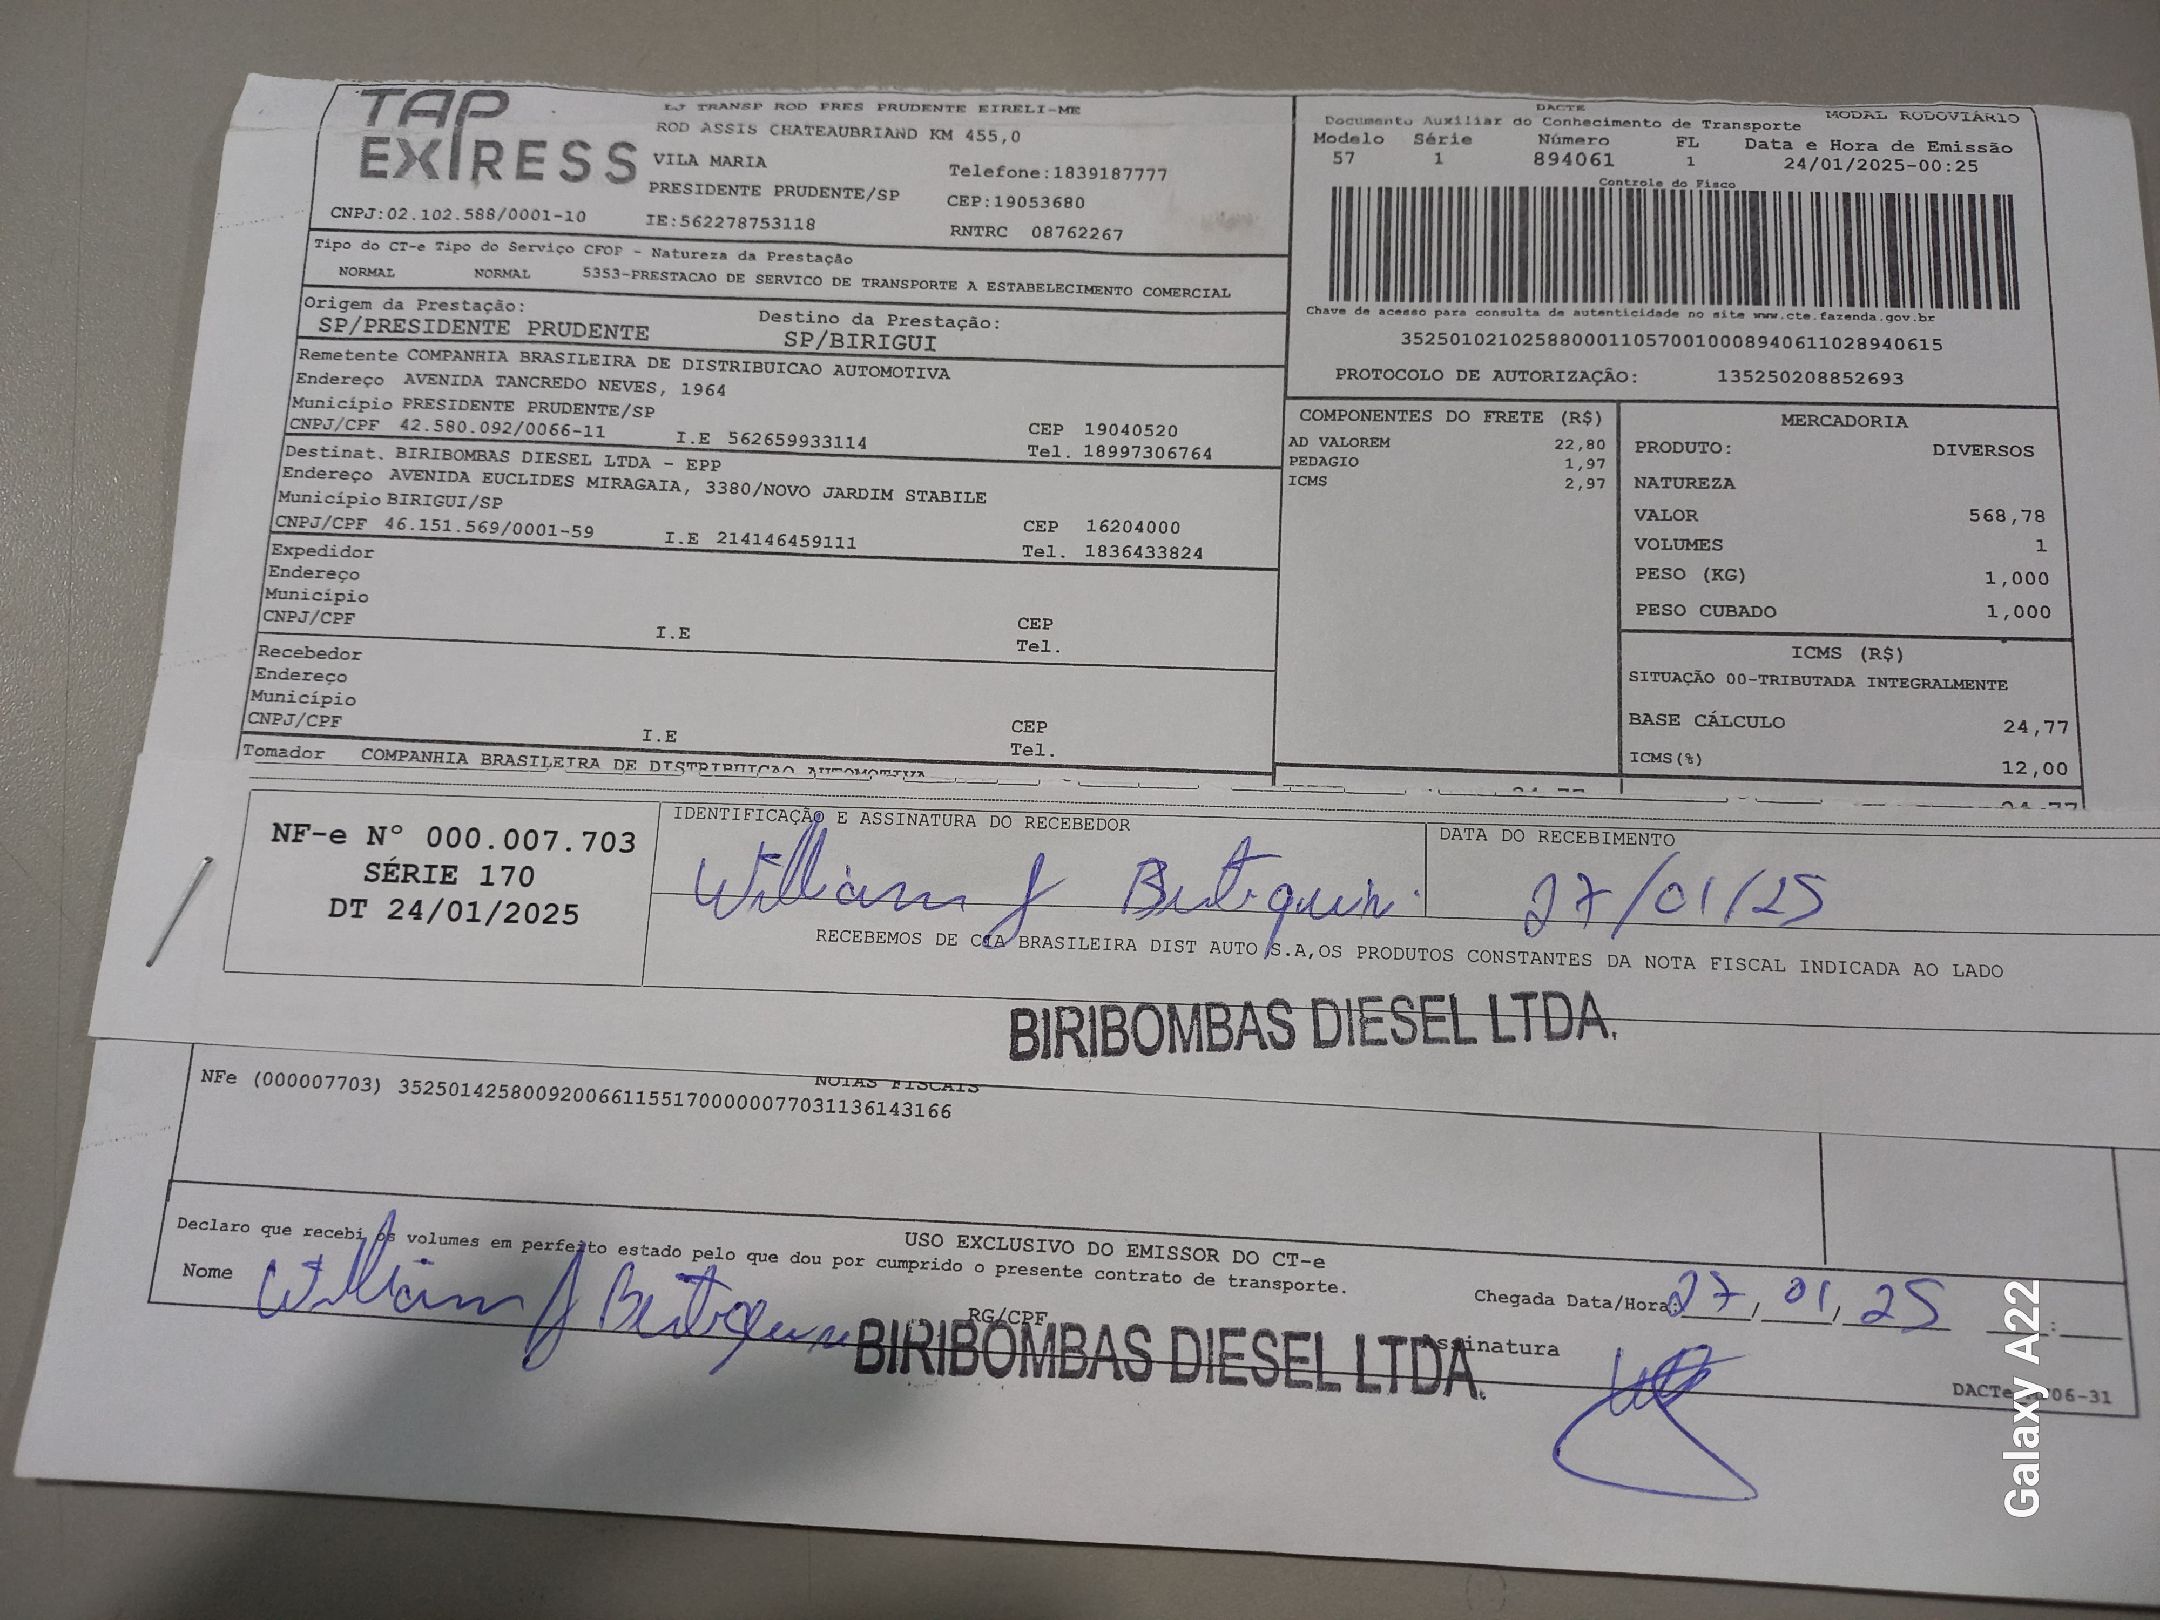 TAP
EXPRESS
LJ TRANSP ROD PRES PRUDENTE EIRELI-ME
ROD ASSIS CHATEAUBRIAND KM 455,0
VILA MARIA
Telefone:1839187777
PRESIDENTE PRUDENTE/SP
CEP:19053680
CNPJ:02.102.588/0001-10
IE:562278753118
RNTRC 08762267
DACTE
MODAL RODOVIÁRIO
Documento Auxiliar do Conhecimento de Transporte
Modelo Série Número FL Data e Hora de Emissão
57 1 894061 1 24/01/2025-00:25
Controle do Fisco
Chave de acesso para consulta de autenticidade no site www.cte.fazenda.gov.br
35250102102588000110570010008940611028940615
PROTOCOLO DE AUTORIZAÇÂO: 135250208852693
Tipo do CT-e Tipo do Serviço CFOP - Natureza da Prestação
NORMAL NORMAL 5353-PRESTACAO DE SERVICO DE TRANSPORTE A ESTABELECIMENTO COMERCIAL
Origem da Prestação: Destino da Prestação:
SP/PRESIDENTE PRUDENTE SP/BIRIGUI
Remetente COMPANHIA BRASILEIRA DE DISTRIBUICAO AUTOMOTIVA
Endereço AVENIDA TANCREDO NEVES, 1964
Município PRESIDENTE PRUDENTE/SP CEP 19040520
CNPJ/CPF 42.580.092/0066-11 I.E 562659933114 Tel. 18997306764
Destinat. BIRIBOMBAS DIESEL LTDA - EPP
Endereço AVENIDA EUCLIDES MIRAGAIA, 3380/NOVO JARDIM STABILE
Município BIRIGUI/SP CEP 16204000
CNPJ/CPF 46.151.569/0001-59 I.E 214146459111 Tel. 1836433824
Expedidor
Endereço
Município CEP
CNPJ/CPF I.E Tel.
Recebedor
Endereço
Município CEP
CNPJ/CPF I.E Tel.
Tomador COMPANHIA BRASILEIRA DE DISTRIBUICAO AUTOMOTIVA
COMPONENTES DO FRETE (R$)
AD VALOREM 22,80
PEDAGIO 1,97
ICMS 2,97
MERCADORIA
PRODUTO: DIVERSOS
NATUREZA
VALOR 568,78
VOLUMES 1
PESO (KG) 1,000
PESO CUBADO 1,000
ICMS (R$)
SITUAÇÃO 00-TRIBUTADA INTEGRALMENTE
BASE CÁLCULO 24,77
ICMS(%) 12,00
24,77
NF-e N° 000.007.703
SÉRIE 170
DT 24/01/2025
IDENTIFICAÇÃO E ASSINATURA DO RECEBEDOR
William J
DATA DO RECEBIMENTO
27/01/25
RECEBEMOS DE CIA BRASILEIRA DIST AUTO S.A,OS PRODUTOS CONSTANTES DA NOTA FISCAL INDICADA AO LADO
BIRIBOMBAS DIESEL LTDA.
NOTAS FISCAIS
NFe (000007703) 35250142580092006611551700000077031136143166
USO EXCLUSIVO DO EMISSOR DO CT-e
Declaro que recebi os volumes em perfeito estado pelo que dou por cumprido o presente contrato de transporte.
Nome William J
RG/CPF
Chegada Data/Hora: 27/01/25 :
BIRIBOMBAS DIESEL LTDA.
Assinatura
Galaxy A22